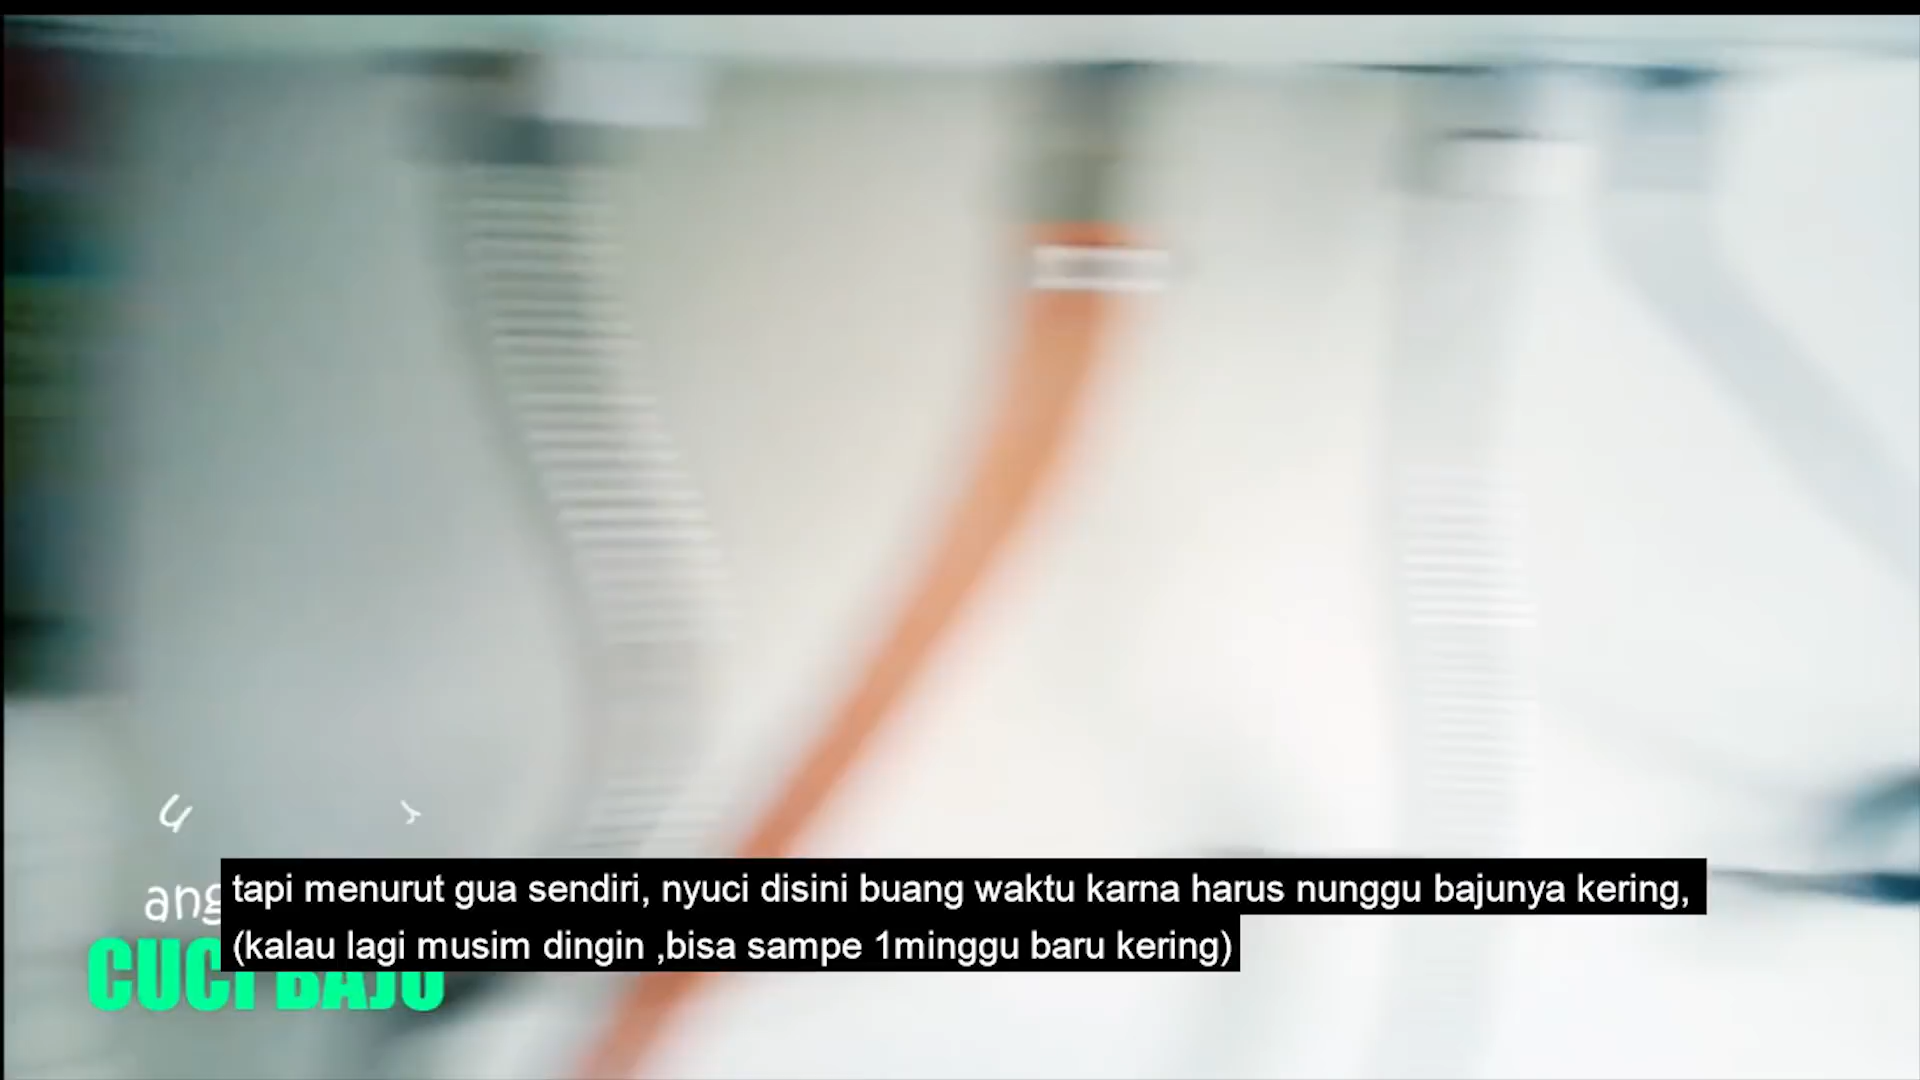 ang
tapi menurut gua sendiri, nyuci disini buang waktu karna harus nunggu bajunya kering,
(kalau lagi musim dingin ,bisa sampe 1minggu baru kering)
CUCI BAJU